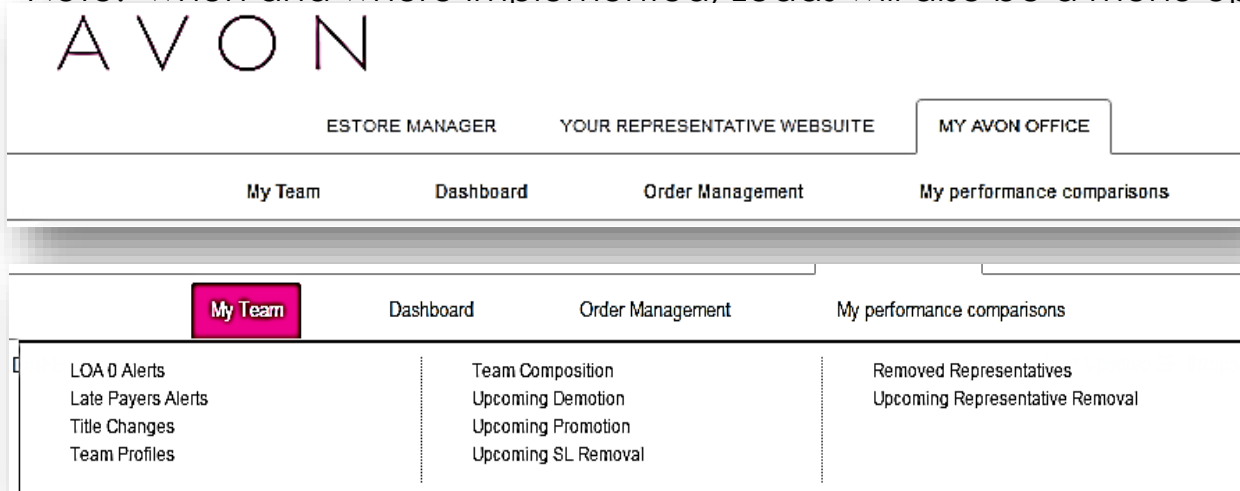 AVON
ESTORE MANAGER YOUR REPRESENTATIVE WEBSUITE MY AVON OFFICE
My Team Dashboard Order Management My performance comparisons
My Team Dashboard Order Management My performance comparisons
LOA 0 Alerts Team Composition Removed Representatives
Late Payers Alerts Upcoming Demotion Upcoming Representative Removal
Title Changes Upcoming Promotion
Team Profiles Upcoming SL Removal